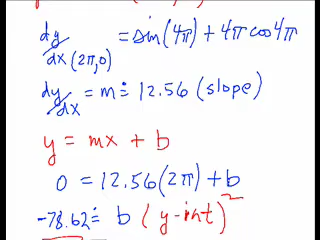 dy/dx (2π,0) = sin(4π) + 4π cos 4π
dy/dx = m ≐ 12.56 (slope)
y = mx + b
0 = 12.56(2π) + b
-78.62 ≐ b (y-int)